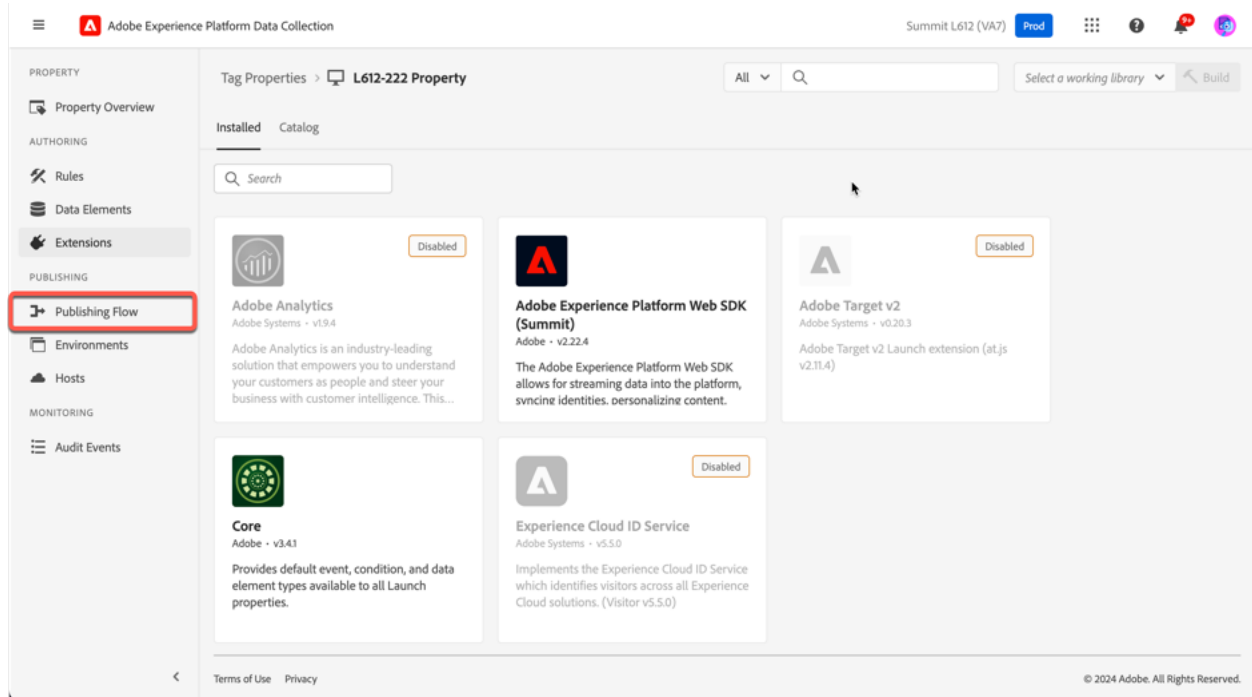 Adobe Experience Platform Data Collection
Summit L612 (VA7)
Prod
9+
PROPERTY
Property Overview
AUTHORING
Rules
Data Elements
Extensions
PUBLISHING
Publishing Flow
Environments
Hosts
MONITORING
Audit Events
Tag Properties > L612-222 Property
All
Select a working library
Build
Installed
Catalog
Search
Disabled
Adobe Analytics
Adobe Systems • v1.9.4
Adobe Analytics is an industry-leading
solution that empowers you to understand
your customers as people and steer your
business with customer intelligence. This...
Adobe Experience Platform Web SDK
(Summit)
Adobe • v2.22.4
The Adobe Experience Platform Web SDK
allows for streaming data into the platform,
syncing identities, personalizing content,
Disabled
Adobe Target v2
Adobe Systems • v0.20.3
Adobe Target v2 Launch extension (at.js
v2.11.4)
Core
Adobe • v3.4.1
Provides default event, condition, and data
element types available to all Launch
properties.
Disabled
Experience Cloud ID Service
Adobe Systems • v5.5.0
Implements the Experience Cloud ID Service
which identifies visitors across all Experience
Cloud solutions. (Visitor v5.5.0)
Terms of Use
Privacy
© 2024 Adobe. All Rights Reserved.